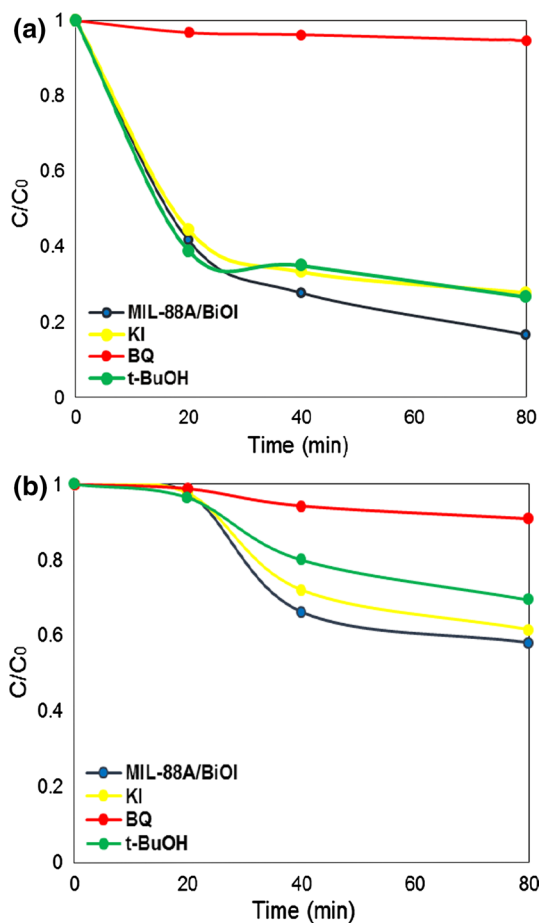 (a)
1
0.8
0.6
0.4
0.2
0
C/C0
MIL-88A/BiOI
KI
BQ
t-BuOH
0 20 40 60 80
Time (min)
(b)
1
0.8
0.6
0.4
0.2
0
C/C0
MIL-88A/BiOI
KI
BQ
t-BuOH
0 20 40 60 80
Time (min)